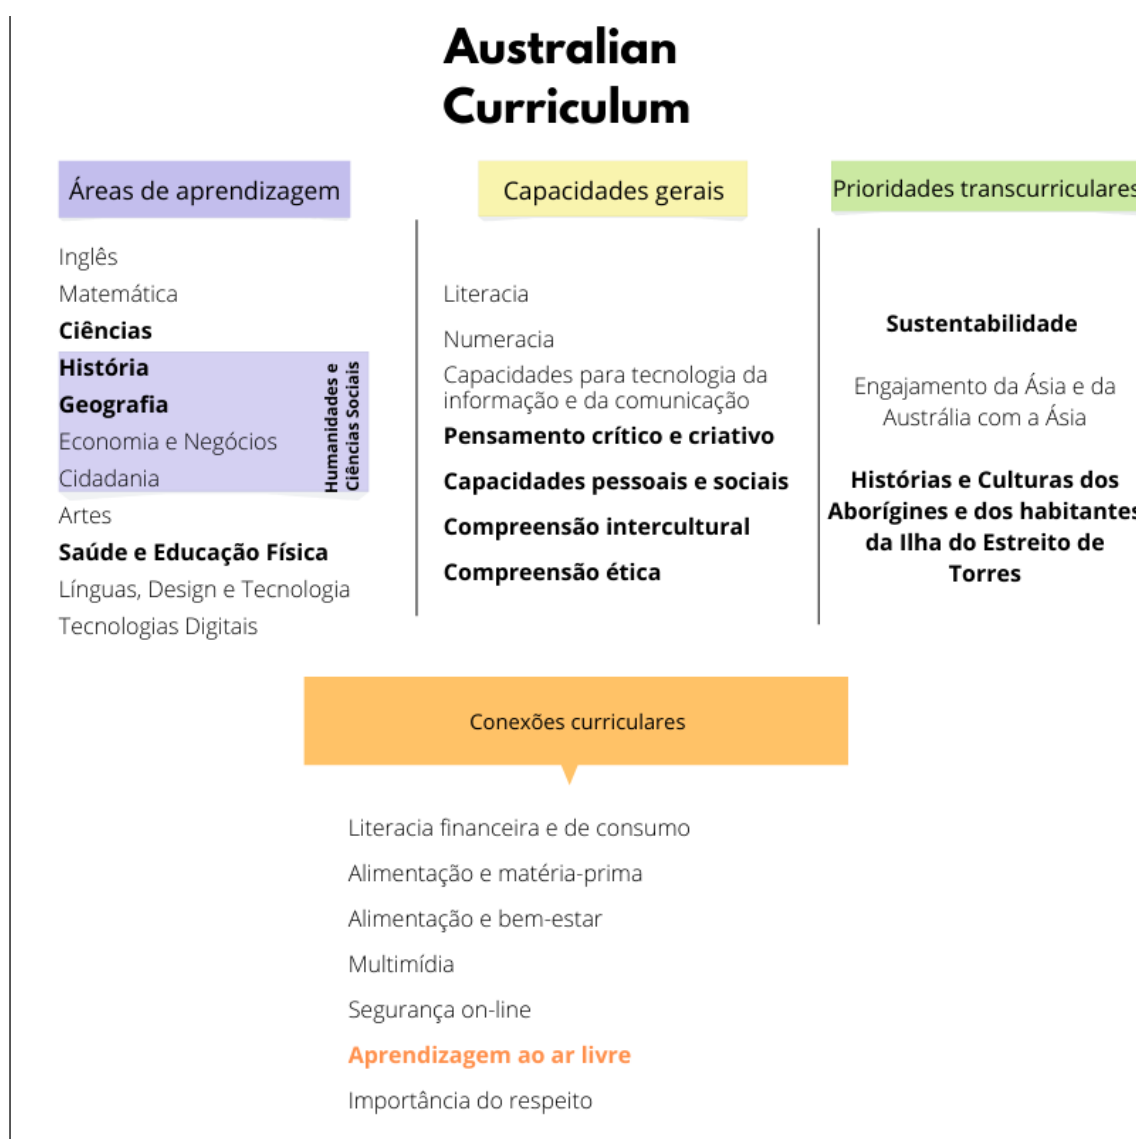 Australian
Curriculum
Áreas de aprendizagem
Inglês
Matemática
Ciências
História
Geografia
Economia e Negócios
Cidadania
Humanidades e
Ciências Sociais
Artes
Saúde e Educação Física
Línguas, Design e Tecnologia
Tecnologias Digitais
Capacidades gerais
Literacia
Numeracia
Capacidades para tecnologia da
informação e da comunicação
Pensamento crítico e criativo
Capacidades pessoais e sociais
Compreensão intercultural
Compreensão ética
Prioridades transcurriculares
Sustentabilidade
Engajamento da Ásia e da
Austrália com a Ásia
Histórias e Culturas dos
Aborígines e dos habitantes
da Ilha do Estreito de
Torres
Conexões curriculares
Literacia financeira e de consumo
Alimentação e matéria-prima
Alimentação e bem-estar
Multimídia
Segurança on-line
Aprendizagem ao ar livre
Importância do respeito